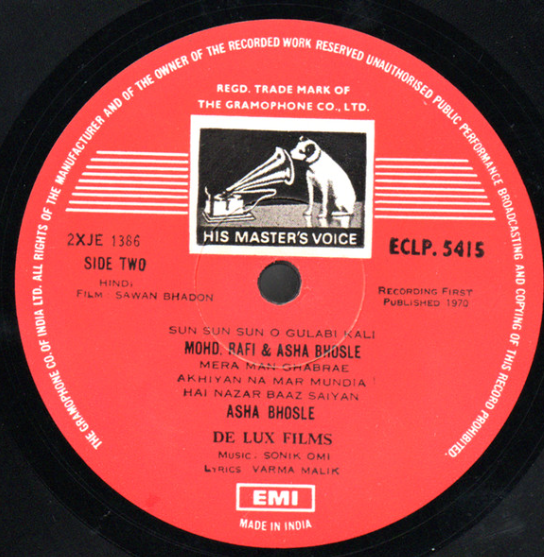 THE GRAMOPHONE CO. OF INDIA LTD. ALL RIGHTS OF THE MANUFACTURER AND OF THE OWNER OF THE RECORDED WORK RESERVED UNAUTHORISED PUBLIC PERFORMANCE BROADCASTING AND COPYING OF THIS RECORD PROHIBITED.
REGD. TRADE MARK OF
THE GRAMOPHONE CO., LTD.
HIS MASTER'S VOICE
2XJE 1386
ECLP. 5415
SIDE TWO
HINDI
FILM : SAWAN BHADON
RECORDING FIRST
PUBLISHED 1970
SUN SUN SUN O GULABI KALI
MOHD. RAFI & ASHA BHOSLE
MERA MAN GHABRAE
AKHIYAN NA MAR MUNDIA
HAI NAZAR BAAZ SAIYAN
ASHA BHOSLE
DE LUX FILMS
MUSIC . SONIK OMI
LYRICS VARMA MALIK
EMI
MADE IN INDIA